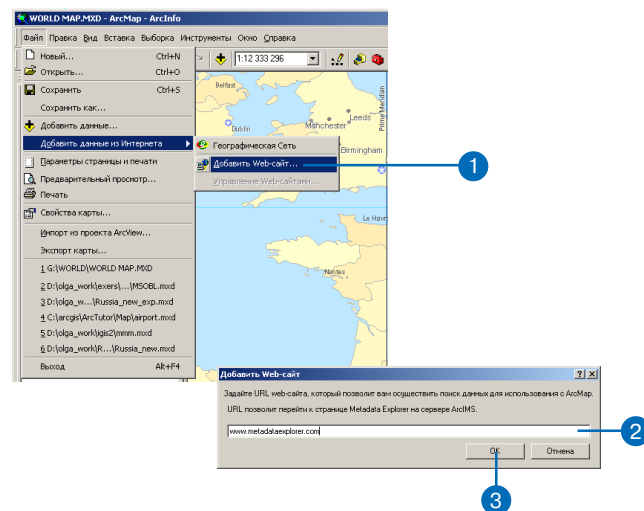 WORLD MAP.MXD - ArcMap - ArcInfo
Файл Правка Вид Вставка Выборка Инструменты Окно Справка
Новый... Ctrl+N
Открыть... Ctrl+O
1:12 333 296
Сохранить Ctrl+S
Сохранить как...
Добавить данные...
Добавить данные из Интернета
Параметры страницы и печати
Предварительный просмотр...
Печать
Свойства карты...
Импорт из проекта ArcView...
Экспорт карты...
1 G:\WORLD\WORLD MAP.MXD
2 D:\olga_work\exers\...\MSOBL.mxd
3 D:\olga_w...\Russia_new_exp.mxd
4 C:\arcgis\ArcTutor\Map\airport.mxd
5 D:\olga_work\jgis2\mmm.mxd
6 D:\olga_work\R...\Russia_new.mxd
Выход Alt+F4
Географическая Сеть
Добавить Web-сайт...
Управление Web-сайтами...
Belfast
Dublin
Manchester
Leeds
Prime Meridian
Birmingham
Le Havr
Nantes
1
Добавить Web-сайт
Задайте URL web-сайта, который позволит вам осуществить поиск данных для использования с ArcMap.
URL позволит перейти к странице Metadata Explorer на сервере ArcIMS.
www.metadataexplorer.com
2
OK Отмена
3